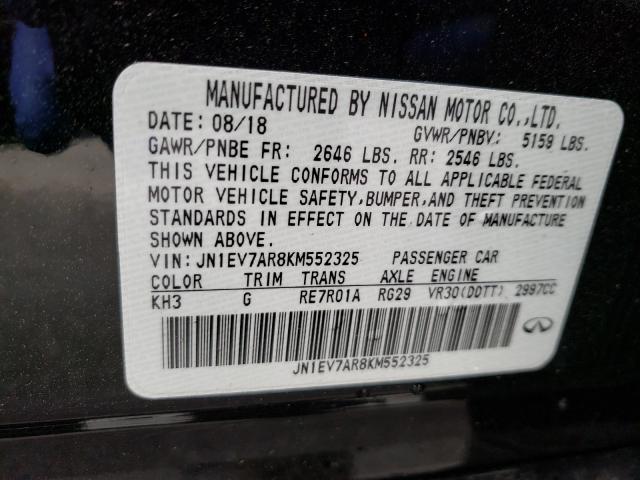 MANUFACTURED BY NISSAN MOTOR CO.,LTD.
DATE: 08/18 GVWR/PNBV: 5159 LBS.
GAWR/PNBE FR: 2646 LBS. RR: 2546 LBS.
THIS VEHICLE CONFORMS TO ALL APPLICABLE FEDERAL
MOTOR VEHICLE SAFETY,BUMPER,AND THEFT PREVENTION
STANDARDS IN EFFECT ON THE DATE OF MANUFACTURE
SHOWN ABOVE.
VIN: JN1EV7AR8KM552325 PASSENGER CAR
COLOR TRIM TRANS AXLE ENGINE
KH3 G RE7R01A RG29 VR30(DDTT) 2997CC
JN1EV7AR8KM552325